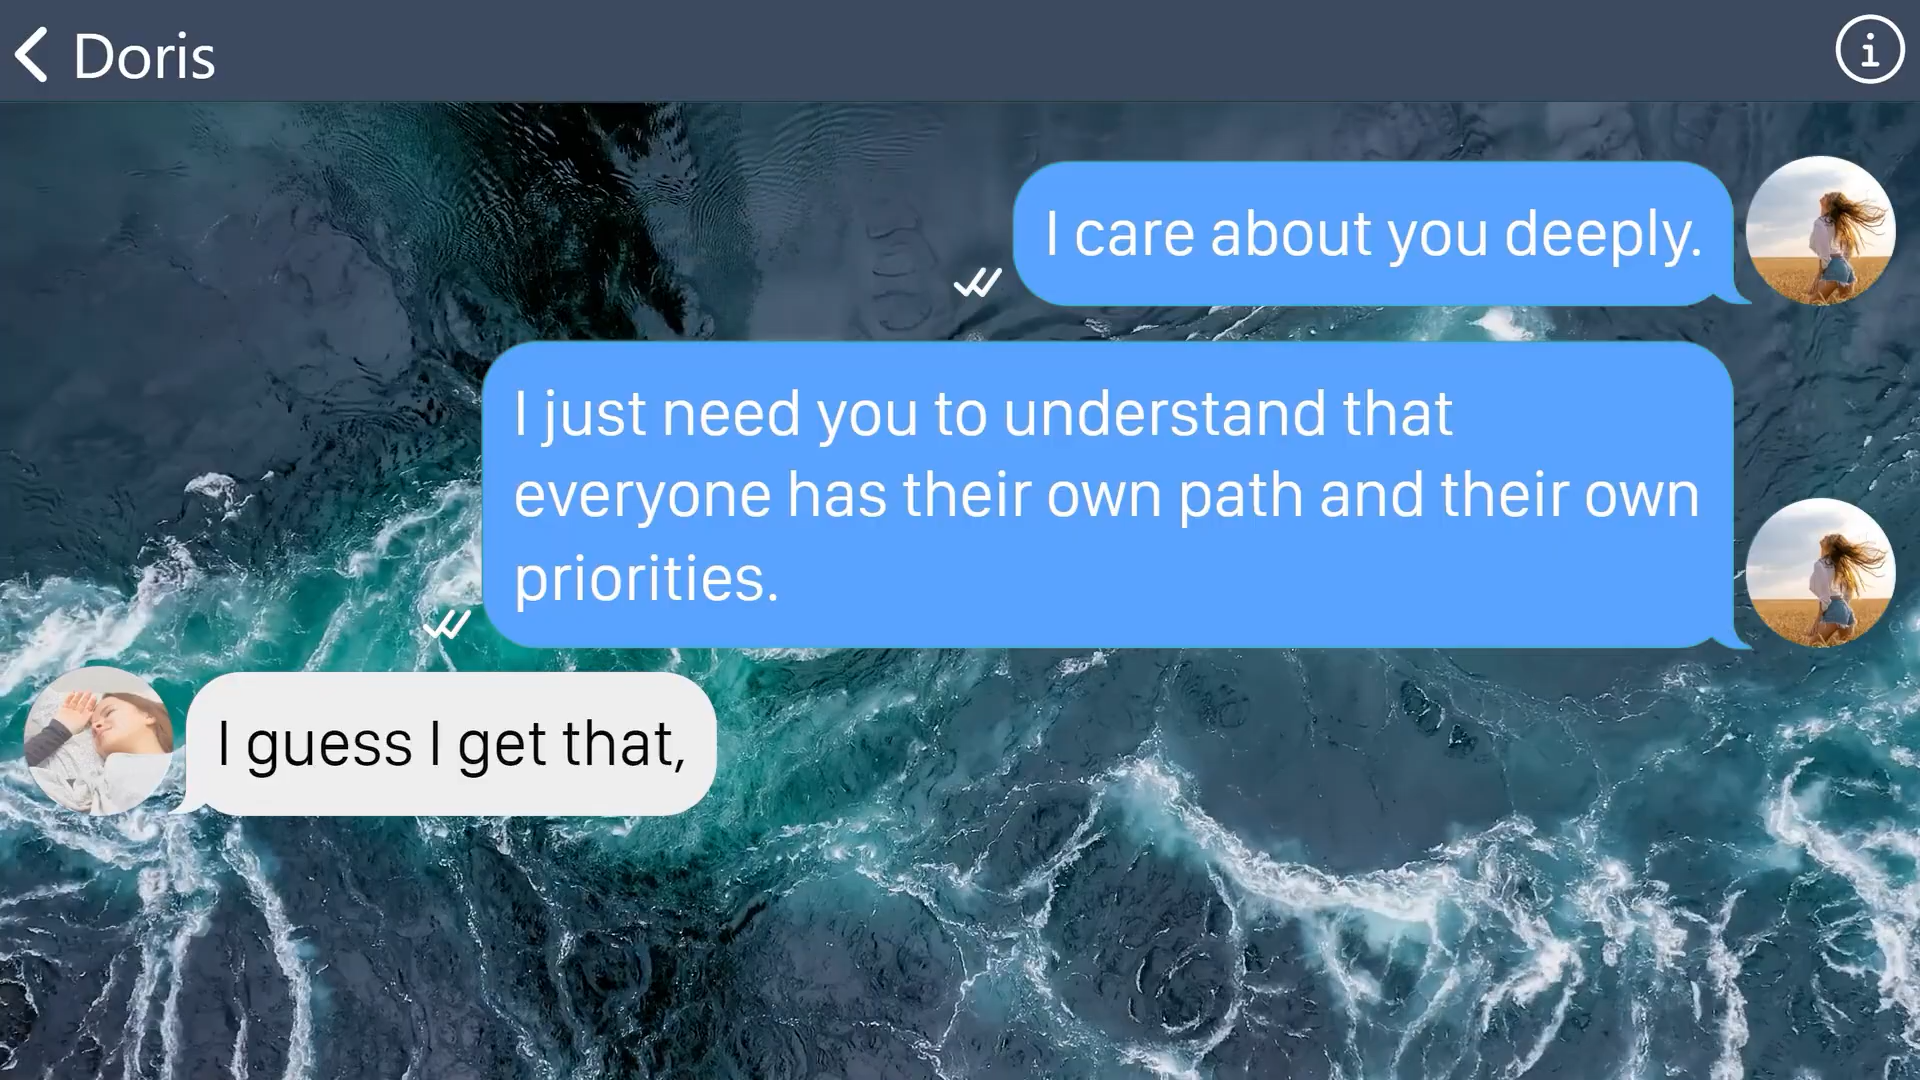 Doris
I care about you deeply.
I just need you to understand that
everyone has their own path and their own
priorities.
I guess I get that,